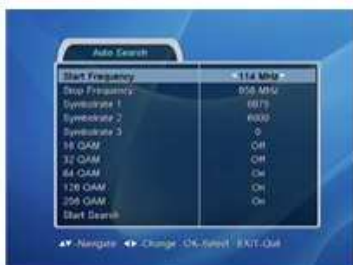 Auto Search
Start Frequency 114 MHz
Stop Frequency 858 MHz
Symbolrate 1 6875
Symbolrate 2 6900
Symbolrate 3 0
16 QAM Off
32 QAM Off
64 QAM On
128 QAM On
256 QAM On
Start Search
▲▼-Navigate ◀▶-Change OK-Select EXIT-Quit